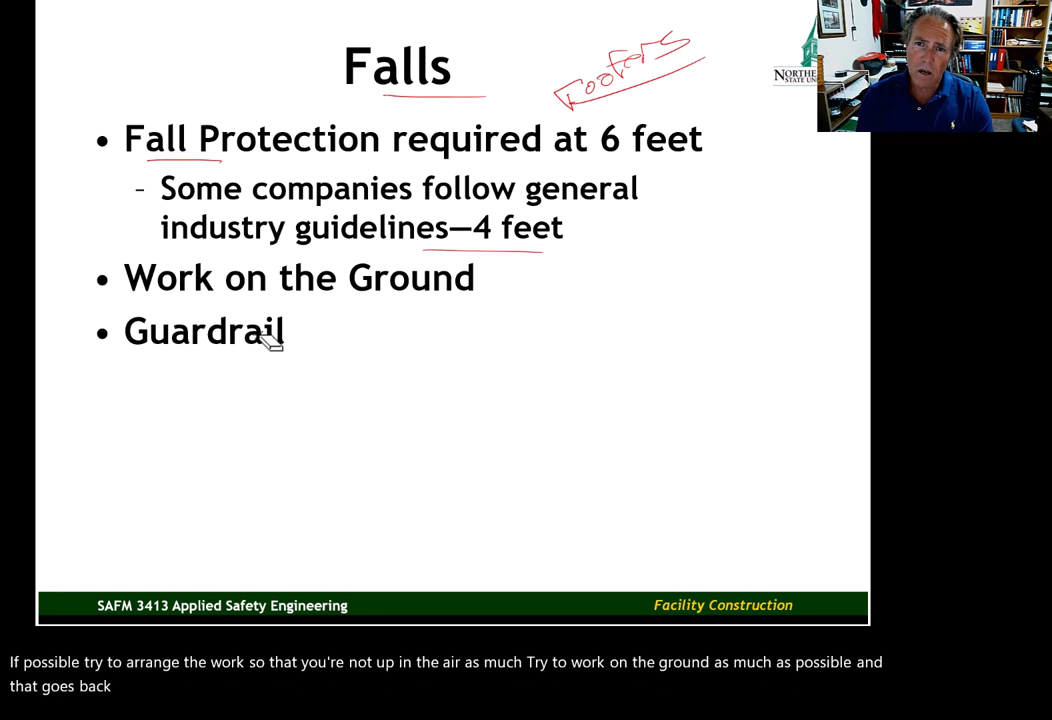 Falls
roofers
NORTHE
STATE UN
• Fall Protection required at 6 feet
- Some companies follow general
industry guidelines—4 feet
• Work on the Ground
• Guardrail
SAFM 3413 Applied Safety Engineering
Facility Construction
If possible try to arrange the work so that you're not up in the air as much Try to work on the ground as much as possible and
that goes back